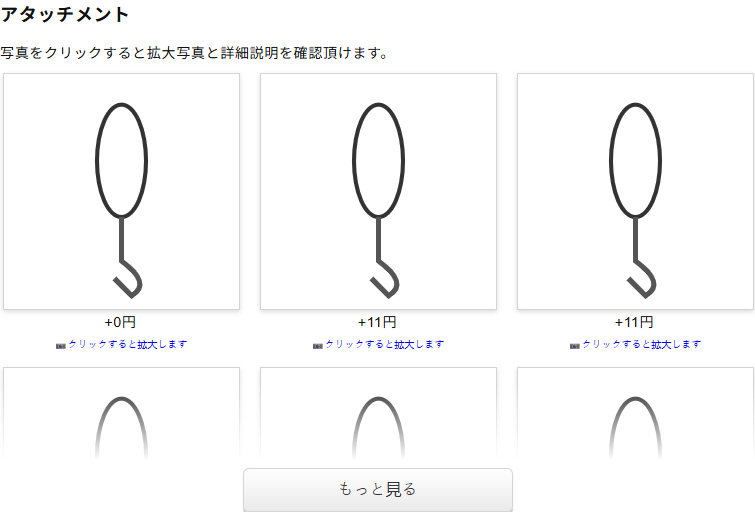 アタッチメント
写真をクリックすると拡大写真と詳細説明を確認頂けます。
+0円
+11円
+11円
クリックすると拡大します
クリックすると拡大します
クリックすると拡大します
もっと見る